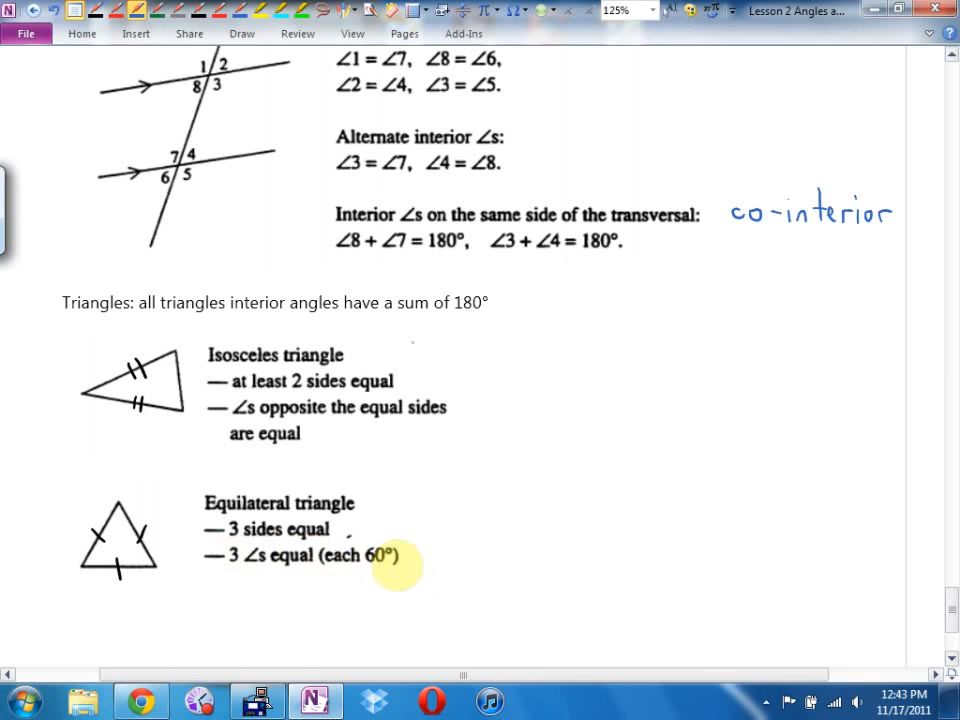 125%
Lesson 2 Angles a...
File Home Insert Share Draw Review View Add-Ins
1 2
8 3
7 4
6 5
∠1 = ∠7, ∠8 = ∠6,
∠2 = ∠4, ∠3 = ∠5.
Alternate interior ∠s:
∠3 = ∠7, ∠4 = ∠8.
Interior ∠s on the same side of the transversal: co-interior
∠8 + ∠7 = 180°, ∠3 + ∠4 = 180°.
Triangles: all triangles interior angles have a sum of 180°
Isosceles triangle
— at least 2 sides equal
— ∠s opposite the equal sides
are equal
Equilateral triangle
— 3 sides equal
— 3 ∠s equal (each 60°)
12:43 PM
11/17/2011